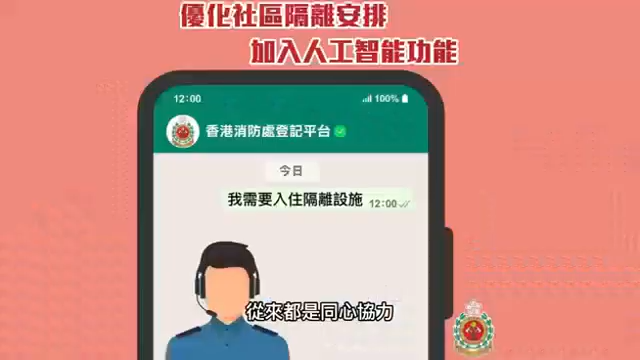 優化社區隔離安排
加入人工智能功能
12:00 100%
香港消防處登記平台
今日
我需要入住隔離設施 12:00
從來都是同心協力